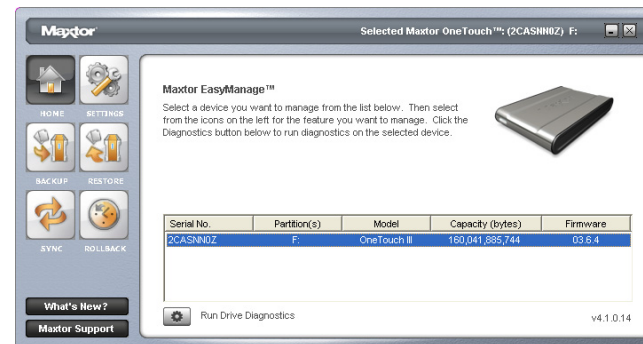 Maxtor
Selected Maxtor OneTouch™: (2CASNN0Z) F:
HOME SETTINGS
BACKUP RESTORE
SYNC ROLLBACK
What's New?
Maxtor Support
Maxtor EasyManage™
Select a device you want to manage from the list below. Then select
from the icons on the left for the feature you want to manage. Click the
Diagnostics button below to run diagnostics on the selected device.
Serial No. Partition(s) Model Capacity (bytes) Firmware
2CASNN0Z F: OneTouch III 160,041,885,744 03.6.4
Run Drive Diagnostics
v4.1.0.14